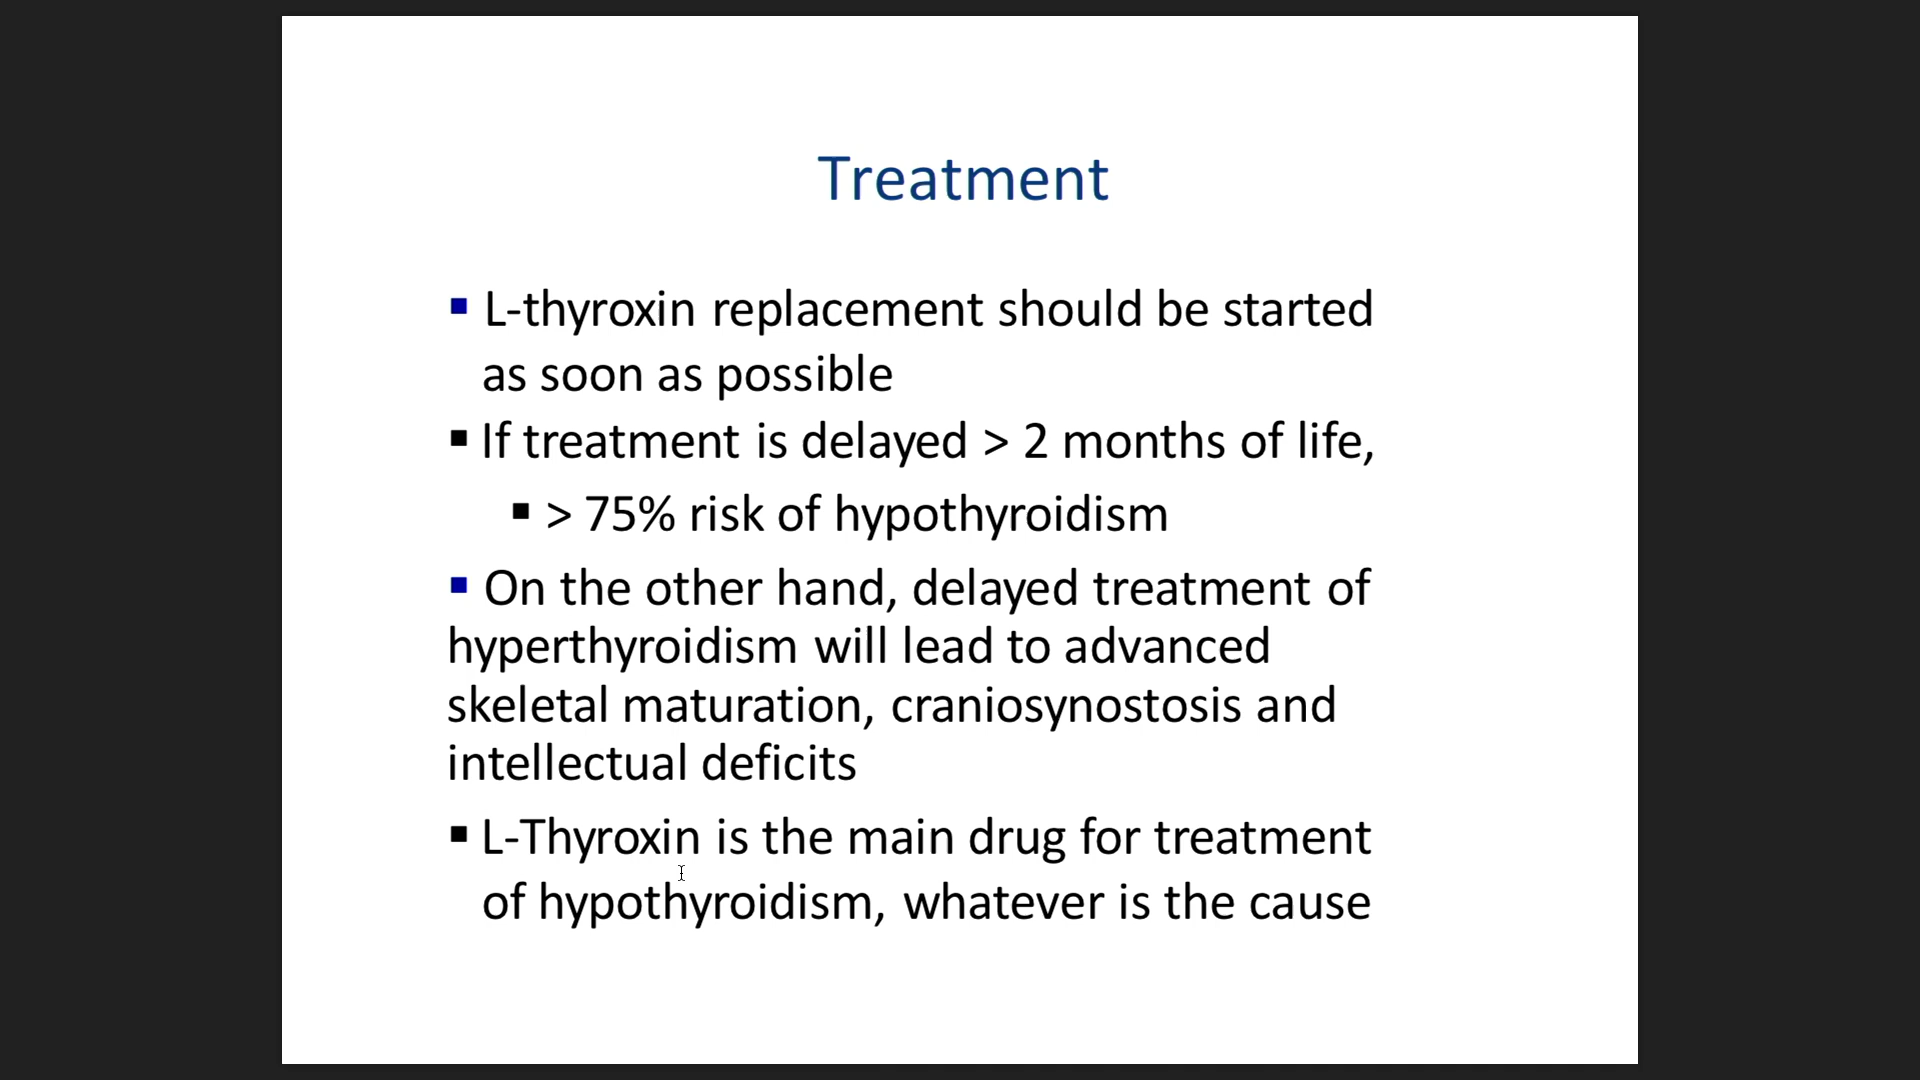 Treatment
▪ L-thyroxin replacement should be started
as soon as possible
▪ If treatment is delayed > 2 months of life,
▪ > 75% risk of hypothyroidism
▪ On the other hand, delayed treatment of
hyperthyroidism will lead to advanced
skeletal maturation, craniosynostosis and
intellectual deficits
▪ L-Thyroxin is the main drug for treatment
of hypothyroidism, whatever is the cause